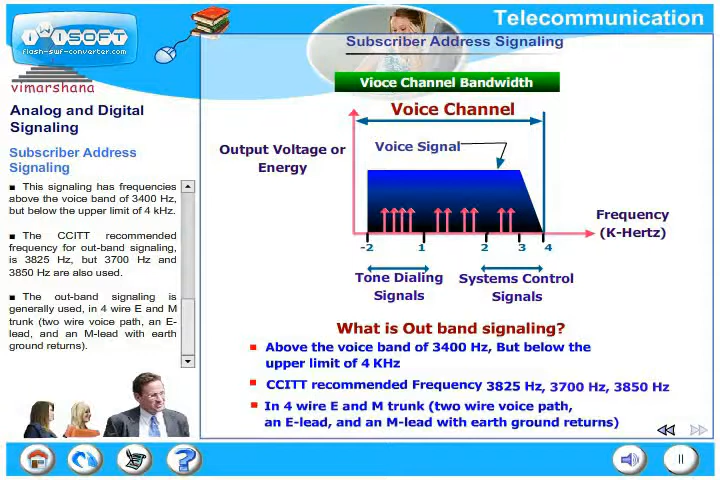 Telecommunication
iWiSOFT
flash-swf-converter.com
vimarshana
Analog and Digital
Signaling
Subscriber Address
Signaling
■ This signaling has frequencies
above the voice band of 3400 Hz,
but below the upper limit of 4 kHz.
■ The CCITT recommended
frequency for out-band signaling,
is 3825 Hz, but 3700 Hz and
3850 Hz are also used.
■ The out-band signaling is
generally used, in 4 wire E and M
trunk (two wire voice path, an E-
lead, and an M-lead with earth
ground returns).
Subscriber Address Signaling
Vioce Channel Bandwidth
Voice Channel
Output Voltage or
Energy
Voice Signal
Frequency
(K-Hertz)
-2 1 2 3 4
Tone Dialing
Signals
Systems Control
Signals
What is Out band signaling?
Above the voice band of 3400 Hz, But below the
upper limit of 4 KHz
CCITT recommended Frequency 3825 Hz, 3700 Hz, 3850 Hz
In 4 wire E and M trunk (two wire voice path,
an E-lead, and an M-lead with earth ground returns)